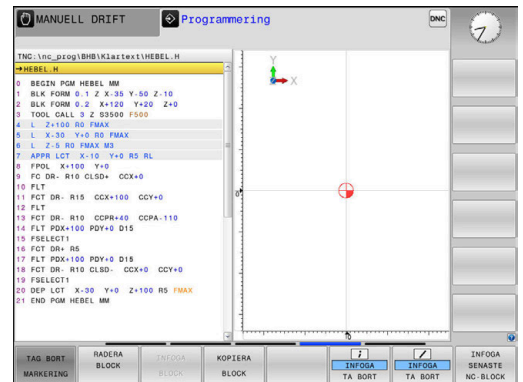 MANUELL DRIFT
Programmering
DNC
TNC:\nc_prog\BHB\Klartext\HEBEL.H
→HEBEL.H
0 BEGIN PGM HEBEL MM
1 BLK FORM 0.1 Z X-35 Y-50 Z-10
2 BLK FORM 0.2 X+120 Y+20 Z+0
3 TOOL CALL 3 Z S3500 F500
4 L Z+100 R0 FMAX
5 L X-30 Y+0 R0 FMAX
6 L Z-5 R0 FMAX M3
7 APPR LCT X-10 Y+0 R5 RL
8 FPOL X+100 Y+0
9 FC DR- R10 CLSD+ CCX+0
10 FLT
11 FCT DR- R15 CCX+100 CCY+0
12 FLT
13 FCT DR- R10 CCPR+40 CCPA-110
14 FLT PDX+100 PDY+0 D15
15 FSELECT1
16 FCT DR+ R5
17 FLT PDX+100 PDY+0 D15
18 FCT DR- R10 CLSD- CCX+0 CCY+0
19 FSELECT1
20 DEP LCT X-30 Y+0 Z+100 R5 FMAX
21 END PGM HEBEL MM
Y
X
0
0
TAG BORT MARKERING
RADERA BLOCK
INFOGA BLOCK
KOPIERA BLOCK
INFOGA TA BORT
INFOGA TA BORT
INFOGA SENASTE NC-BLOCK